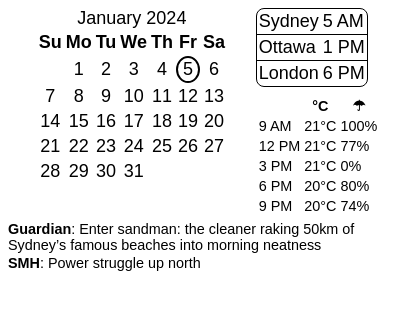 January 2024
Su Mo Tu We Th Fr Sa
1 2 3 4 5 6
7 8 9 10 11 12 13
14 15 16 17 18 19 20
21 22 23 24 25 26 27
28 29 30 31
Sydney 5 AM
Ottawa 1 PM
London 6 PM
°C ☂
9 AM 21°C 100%
12 PM 21°C 77%
3 PM 21°C 0%
6 PM 20°C 80%
9 PM 20°C 74%
Guardian: Enter sandman: the cleaner raking 50km of
Sydney’s famous beaches into morning neatness
SMH: Power struggle up north